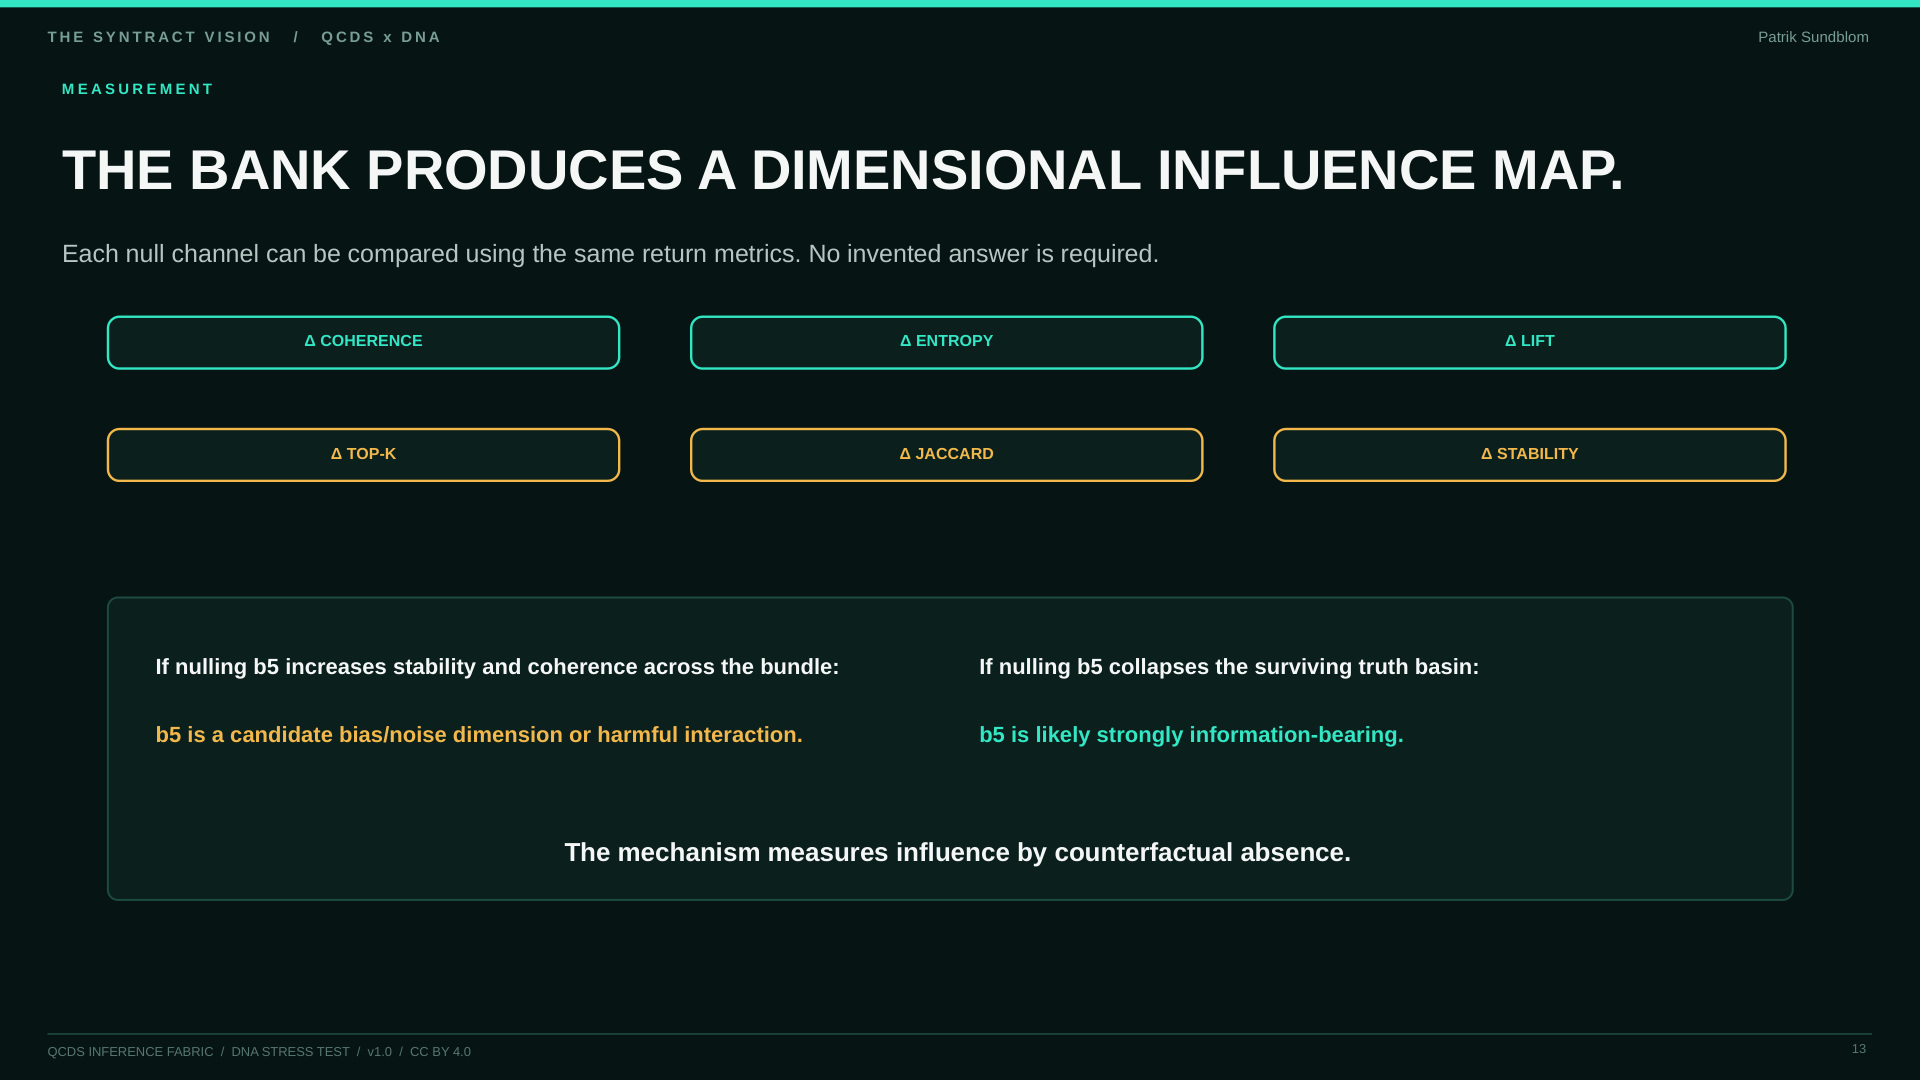 THE SYNTRACT VISION / QCDS x DNA
Patrik Sundblom
MEASUREMENT
THE BANK PRODUCES A DIMENSIONAL INFLUENCE MAP.
Each null channel can be compared using the same return metrics. No invented answer is required.
Δ COHERENCE
Δ ENTROPY
Δ LIFT
Δ TOP-K
Δ JACCARD
Δ STABILITY
If nulling b5 increases stability and coherence across the bundle:
b5 is a candidate bias/noise dimension or harmful interaction.
If nulling b5 collapses the surviving truth basin:
b5 is likely strongly information-bearing.
The mechanism measures influence by counterfactual absence.
QCDS INFERENCE FABRIC / DNA STRESS TEST / v1.0 / CC BY 4.0
13